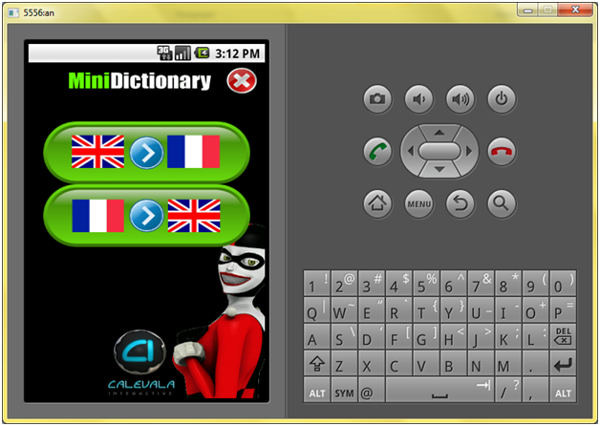 5556:an
3G
3:12 PM
MiniDictionary
MENU
1 ! 2 @ 3 # 4 $ 5 % 6 ^ 7 & 8 * 9 ( 0 )
Q | W ~ E “ R ` T { Y } U _ I - O + P =
A S \ D ' F [ G ] H < J > K ; L : DEL
Z X C V B N M .
ALT SYM @ / ? , ALT
CALEVALA
INTERACTIVE